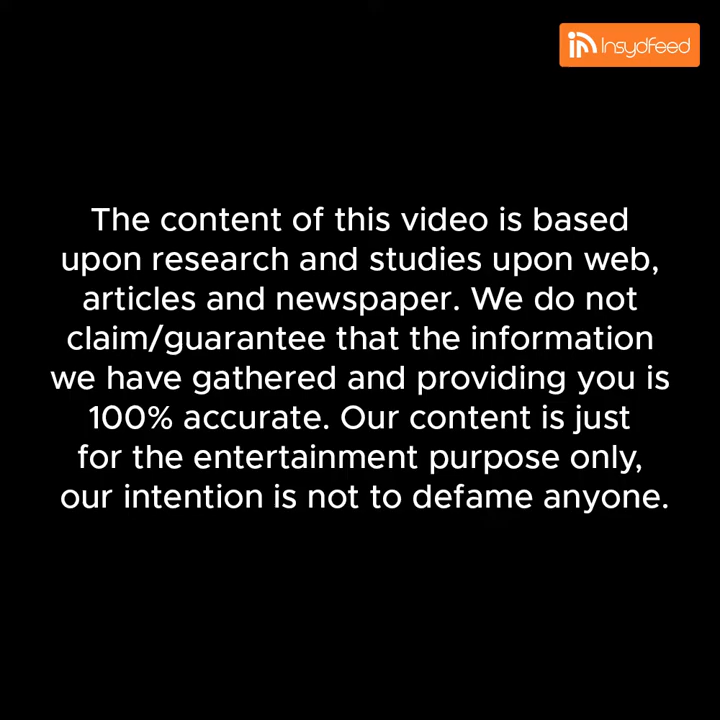 Insydfeed
The content of this video is based
upon research and studies upon web,
articles and newspaper. We do not
claim/guarantee that the information
we have gathered and providing you is
100% accurate. Our content is just
for the entertainment purpose only,
our intention is not to defame anyone.